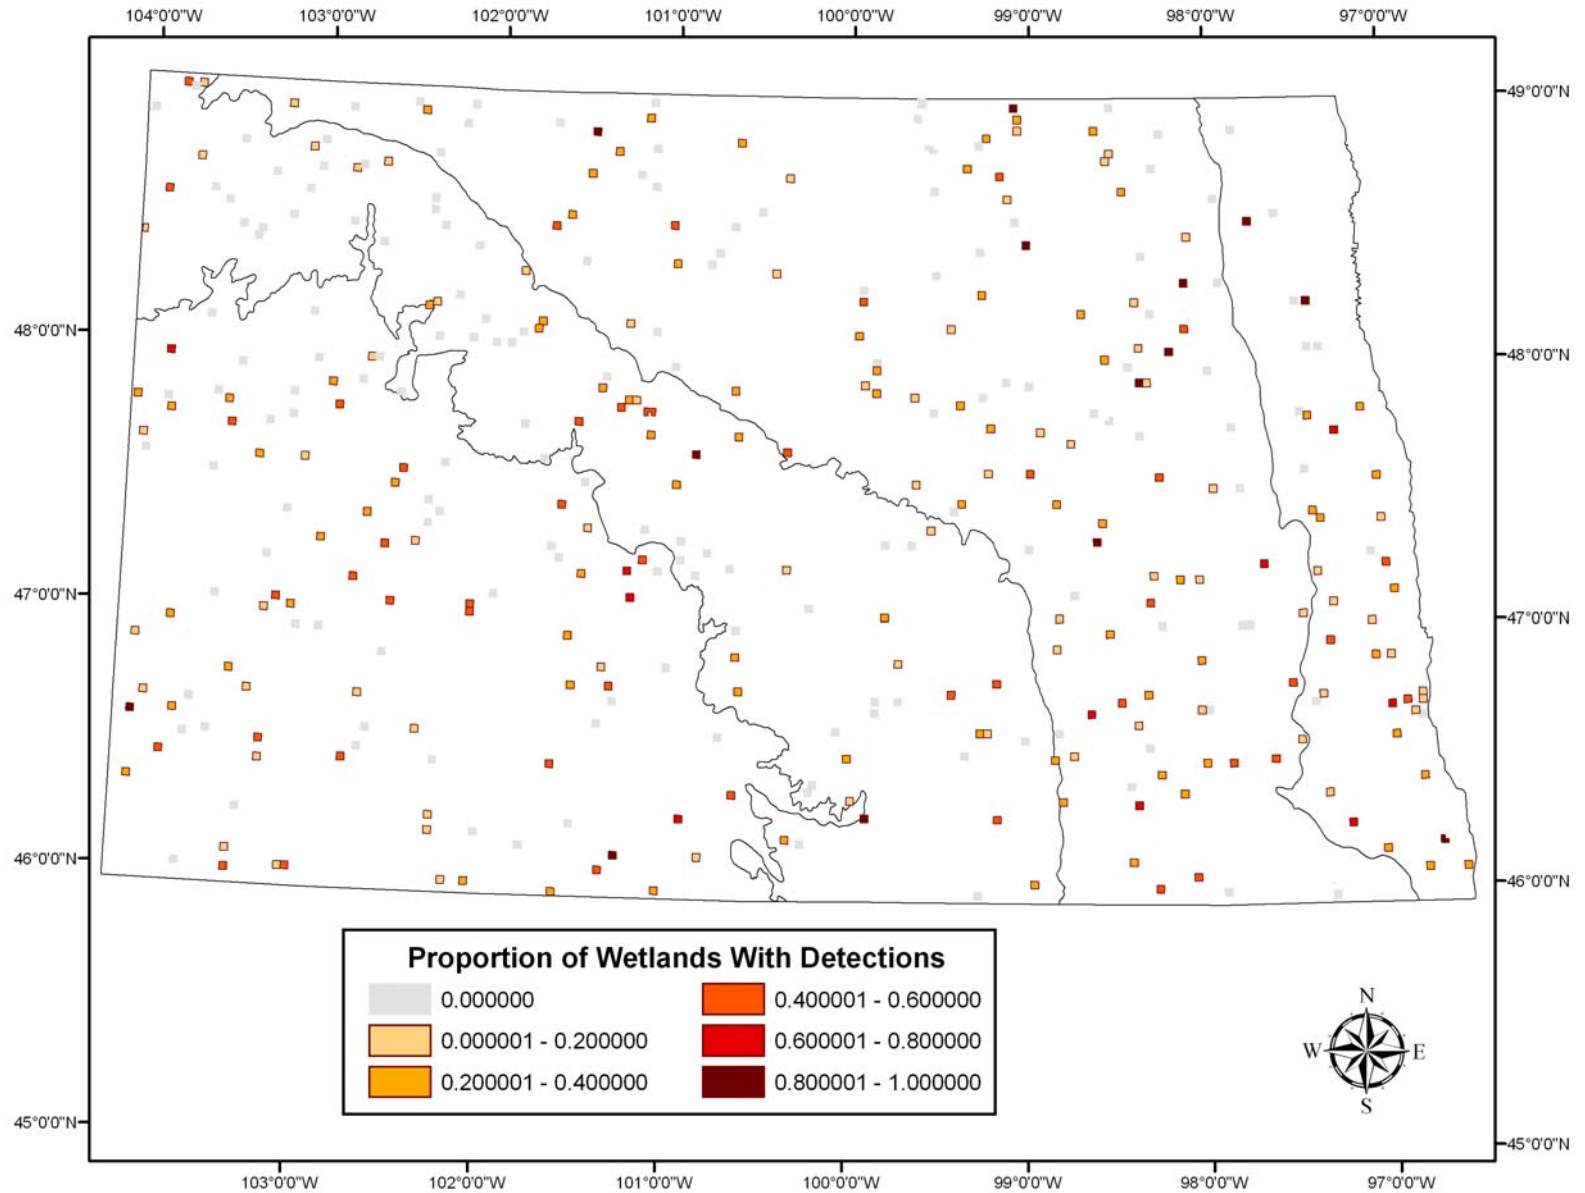 104°0'0"W 103°0'0"W 102°0'0"W 101°0'0"W 100°0'0"W 99°0'0"W 98°0'0"W 97°0'0"W
49°0'0"N
48°0'0"N 48°0'0"N
47°0'0"N 47°0'0"N
46°0'0"N 46°0'0"N
Proportion of Wetlands With Detections
0.000000 0.400001 - 0.600000
0.000001 - 0.200000 0.600001 - 0.800000
0.200001 - 0.400000 0.800001 - 1.000000
N
W E
S
45°0'0"N 45°0'0"N
103°0'0"W 102°0'0"W 101°0'0"W 100°0'0"W 99°0'0"W 98°0'0"W 97°0'0"W